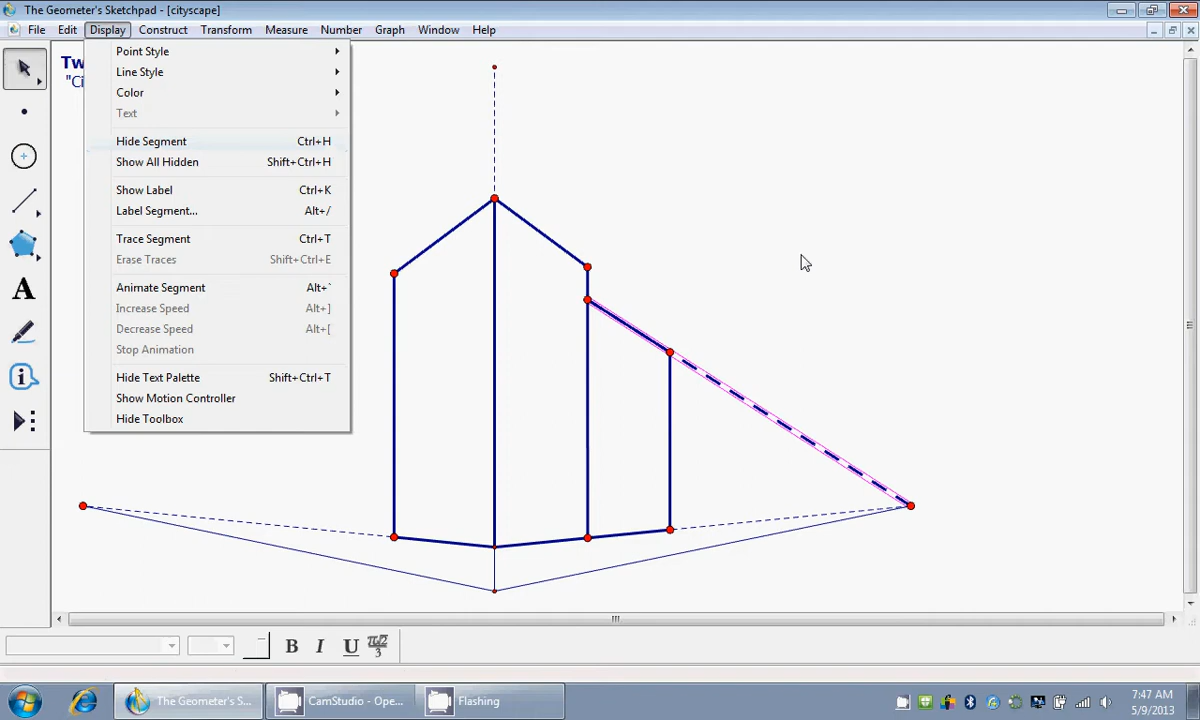 The Geometer's Sketchpad - [cityscape]
File Edit Display Construct Transform Measure Number Graph Window Help
Tw
"Ci
Point Style
Line Style
Color
Text
Hide Segment Ctrl+H
Show All Hidden Shift+Ctrl+H
Show Label Ctrl+K
Label Segment... Alt+/
Trace Segment Ctrl+T
Erase Traces Shift+Ctrl+E
Animate Segment Alt+`
Increase Speed Alt+]
Decrease Speed Alt+[
Stop Animation
Hide Text Palette Shift+Ctrl+T
Show Motion Controller
Hide Toolbox
A
B I U π√2/3
The Geometer's S... CamStudio - Ope... Flashing
7:47 AM
5/9/2013